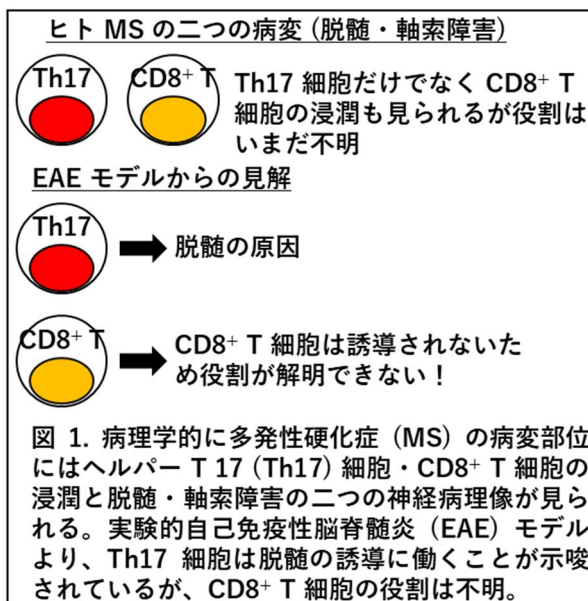 ヒト MS の二つの病変 (脱髄・軸索障害)
Th17
CD8+ T
Th17 細胞だけでなく CD8+ T
細胞の浸潤も見られるが役割は
いまだ不明
EAE モデルからの見解
Th17
脱髄の原因
CD8+ T
CD8+ T 細胞は誘導されないた
め役割が解明できない！
図 1. 病理学的に多発性硬化症（MS）の病変部位
にはヘルパー T 17 (Th17) 細胞・CD8+ T 細胞の
浸潤と脱髄・軸索障害の二つの神経病理像が見ら
れる。実験的自己免疫性脳脊髄炎（EAE）モデル
より、Th17 細胞は脱髄の誘導に働くことが示唆
されているが、CD8+ T 細胞の役割は不明。